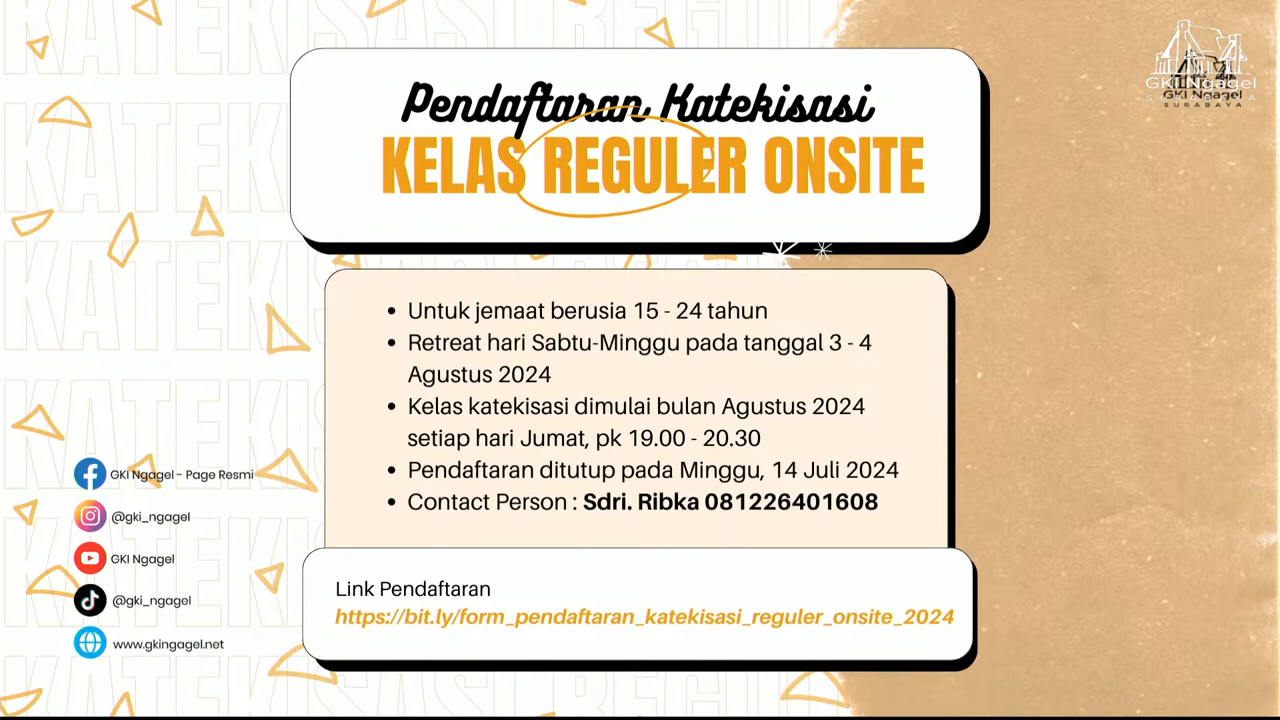 GKI Ngagel
SURABAYA
Pendaftaran Katekisasi
KELAS REGULER ONSITE
Untuk jemaat berusia 15 - 24 tahun
Retreat hari Sabtu-Minggu pada tanggal 3 - 4
Agustus 2024
Kelas katekisasi dimulai bulan Agustus 2024
setiap hari Jumat, pk 19.00 - 20.30
Pendaftaran ditutup pada Minggu, 14 Juli 2024
Contact Person : Sdri. Ribka 081226401608
GKI Ngagel - Page Resmi
@gki_ngagel
GKI Ngagel
@gki_ngagel
www.gkingagel.net
Link Pendaftaran
https://bit.ly/form_pendaftaran_katekisasi_reguler_onsite_2024